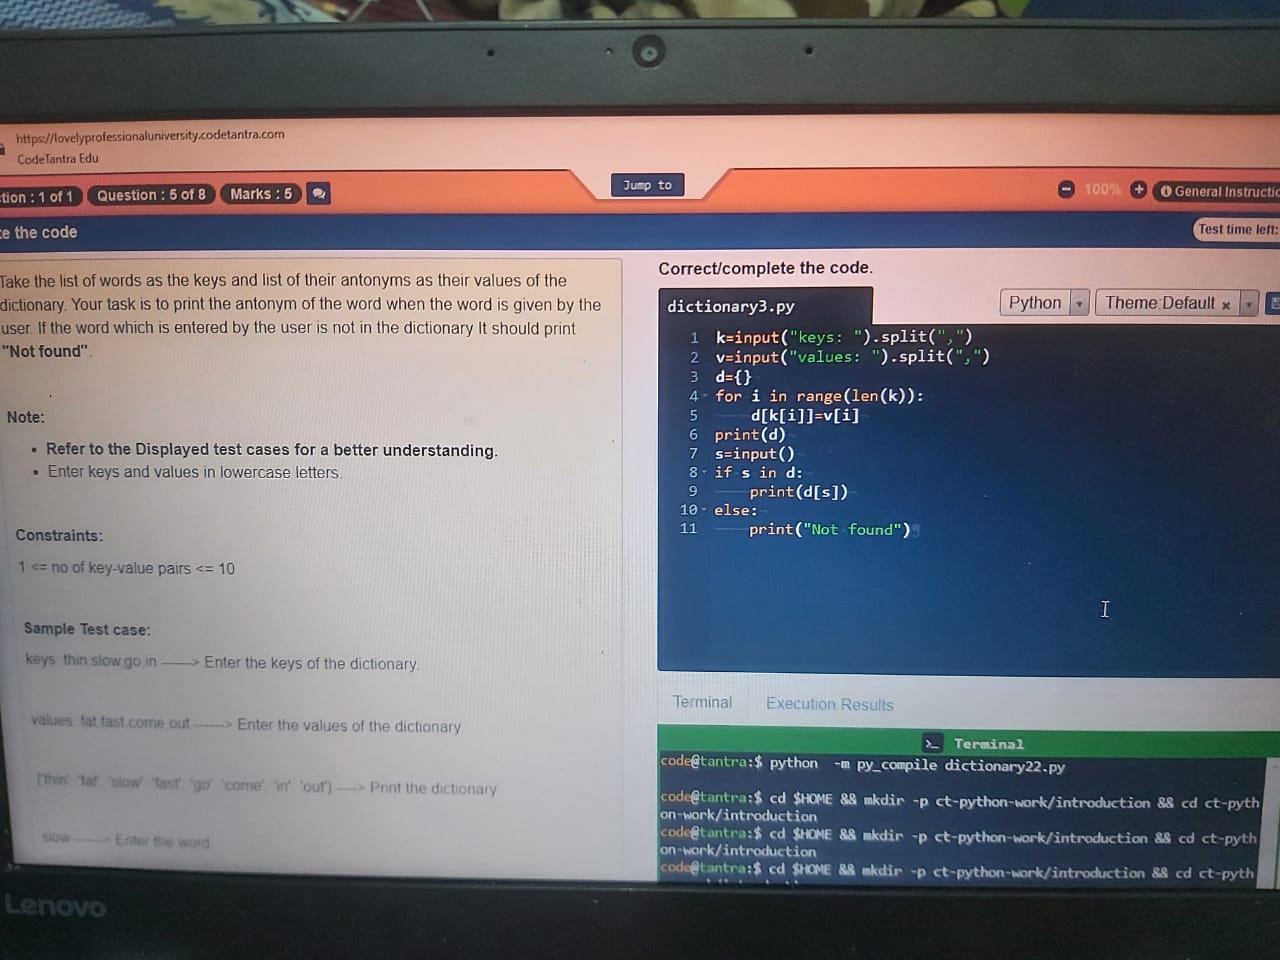 https://lovelyprofessionaluniversity.codetantra.com
CodeTantra Edu
tion : 1 of 1
Question : 5 of 8
Marks : 5
Jump to
100%
General Instructio
e the code
Test time left:
Take the list of words as the keys and list of their antonyms as their values of the
dictionary. Your task is to print the antonym of the word when the word is given by the
user. If the word which is entered by the user is not in the dictionary It should print
"Not found".
Note:
• Refer to the Displayed test cases for a better understanding.
• Enter keys and values in lowercase letters.
Constraints:
1 <= no of key-value pairs <= 10
Sample Test case:
keys: thin,slow,go,in ------> Enter the keys of the dictionary.
values: fat,fast,come,out ------> Enter the values of the dictionary
{'thin': 'fat', 'slow': 'fast', 'go': 'come', 'in': 'out'} ----> Print the dictionary
slow-------> Enter the word.
Correct/complete the code.
dictionary3.py
Python
Theme:Default ×
1 k=input("keys: ").split(",")
2 v=input("values: ").split(",")
3 d={}
4 for i in range(len(k)):
5 d[k[i]]=v[i]
6 print(d)
7 s=input()
8 if s in d:
9 print(d[s])
10 else:
11 print("Not found")
Terminal
Execution Results
>_ Terminal
code@tantra:$ python -m py_compile dictionary22.py
code@tantra:$ cd $HOME && mkdir -p ct-python-work/introduction && cd ct-pyth
on-work/introduction
code@tantra:$ cd $HOME && mkdir -p ct-python-work/introduction && cd ct-pyth
on-work/introduction
code@tantra:$ cd $HOME && mkdir -p ct-python-work/introduction && cd ct-pyth
Lenovo